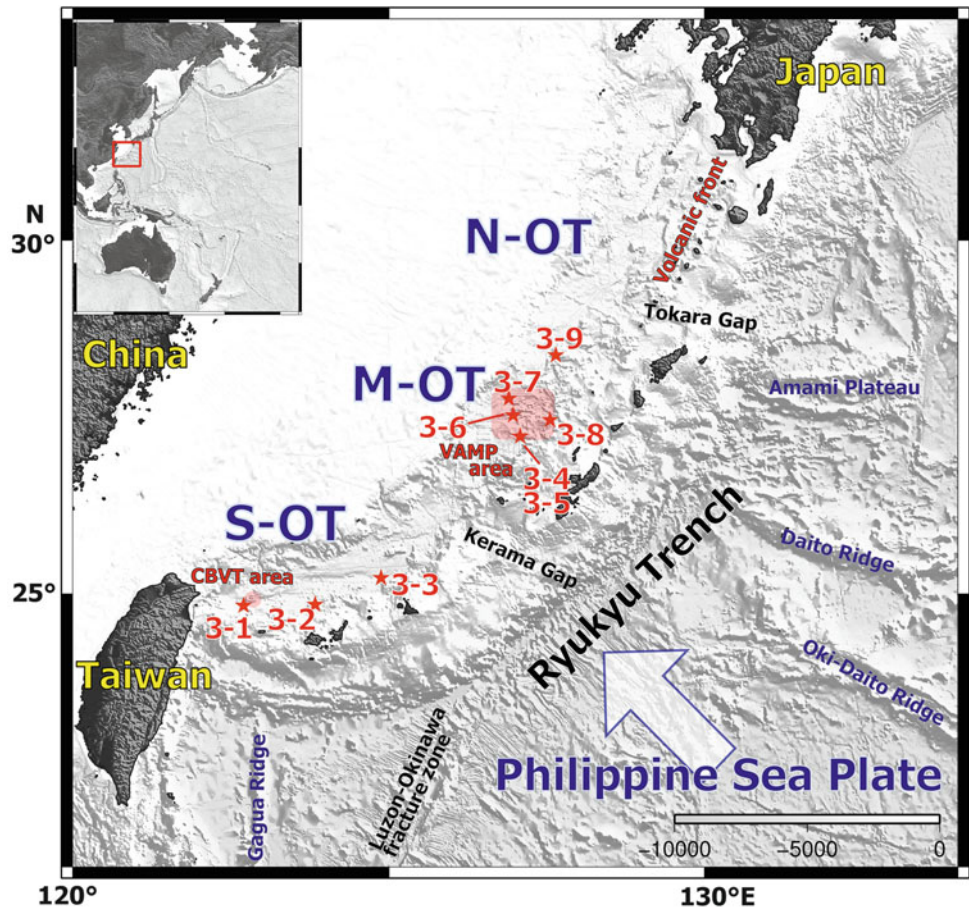 Japan
N
Volcanic front
N-OT
30°
Tokara Gap
China
3-9
M-OT
3-7
Amami Plateau
3-6
3-8
VAMP
area
3-4
3-5
S-OT
Kerama Gap
Ryukyu Trench
Daito Ridge
CBVT area
25°
3-3
3-2
3-1
Taiwan
Oki-Daito Ridge
Gagua Ridge
Luzon-Okinawa
fracture zone
Philippine Sea Plate
−10000
−5000
0
120°
130°E